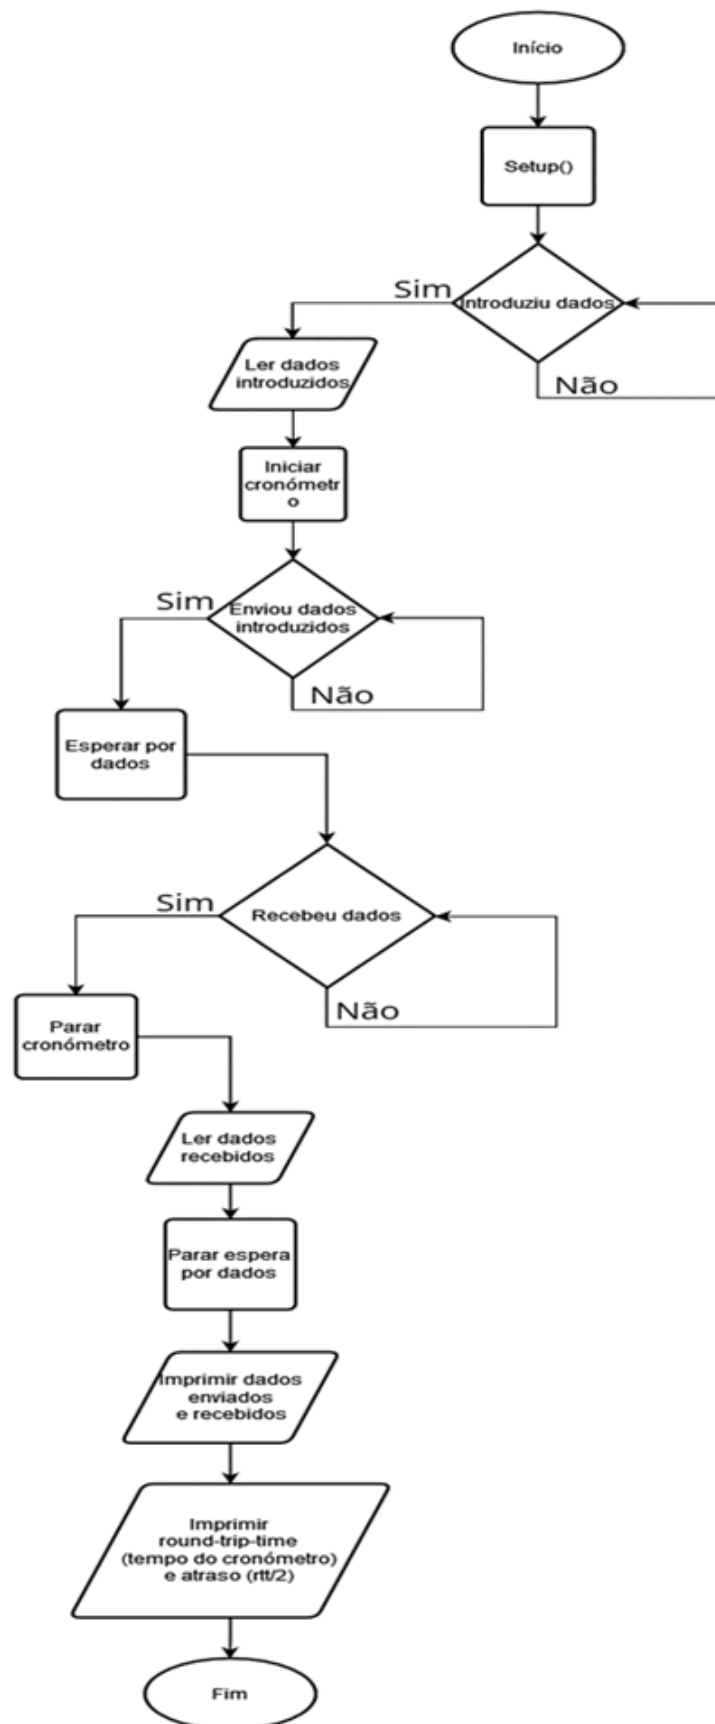 Início
Setup()
Sim
Introduziu dados
Não
Ler dados
introduzidos
Iniciar
cronómetr
o
Sim
Enviou dados
introduzidos
Não
Esperar por
dados
Sim
Recebeu dados
Não
Parar
cronómetro
Ler dados
recebidos
Parar espera
por dados
Imprimir dados
enviados
e recebidos
Imprimir
round-trip-time
(tempo do cronómetro)
e atraso (rtt/2)
Fim